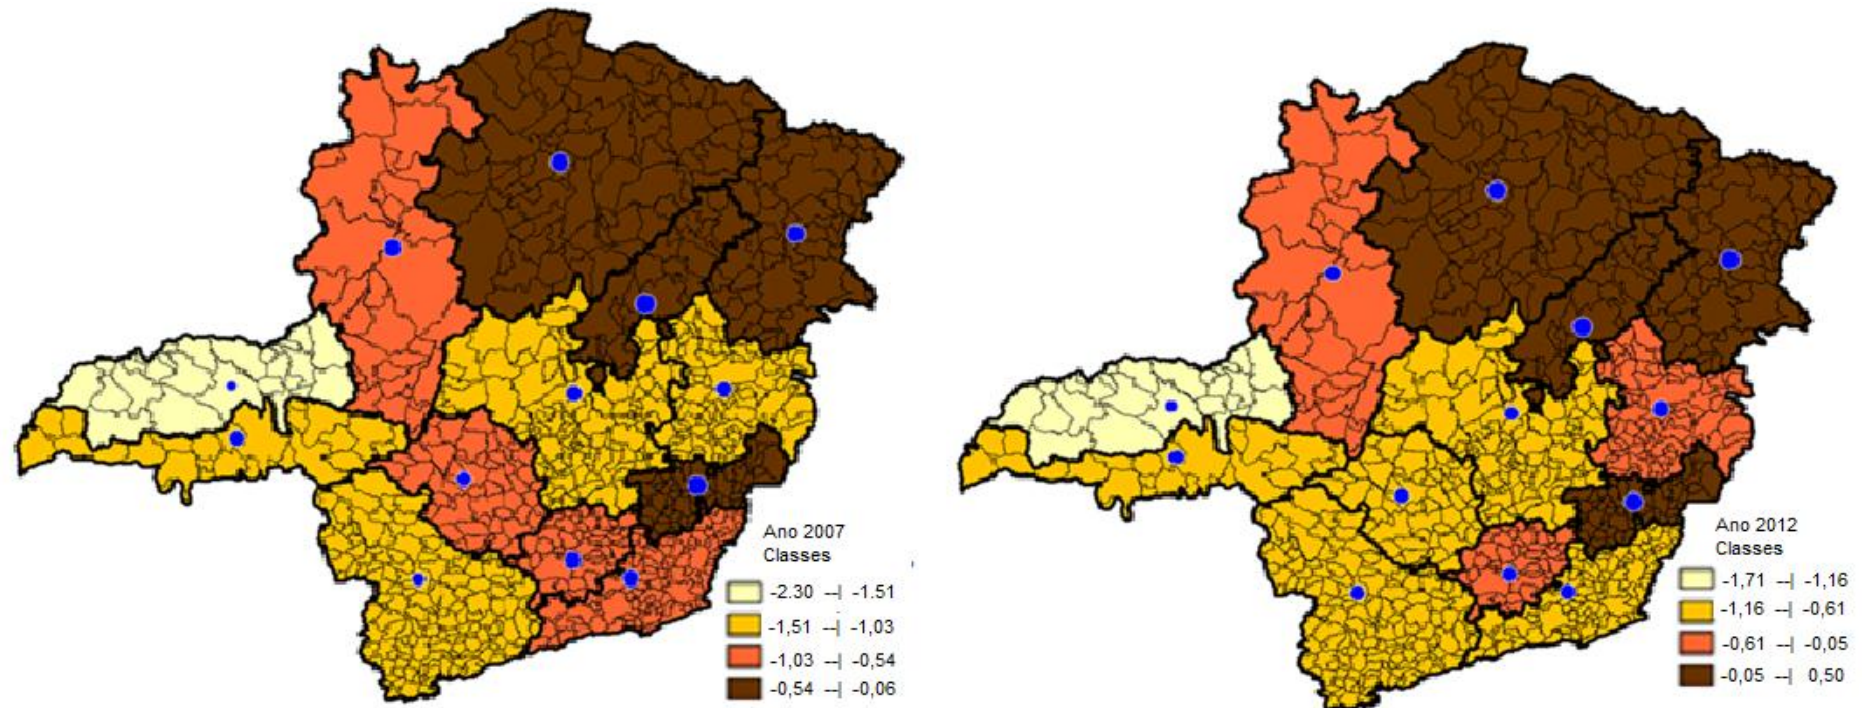 Ano 2007
Classes
-2.30 --| -1.51
-1,51 --| -1,03
-1,03 --| -0,54
-0,54 --| -0,06
Ano 2012
Classes
-1,71 --| -1,16
-1,16 --| -0,61
-0,61 --| -0,05
-0,05 --| 0,50